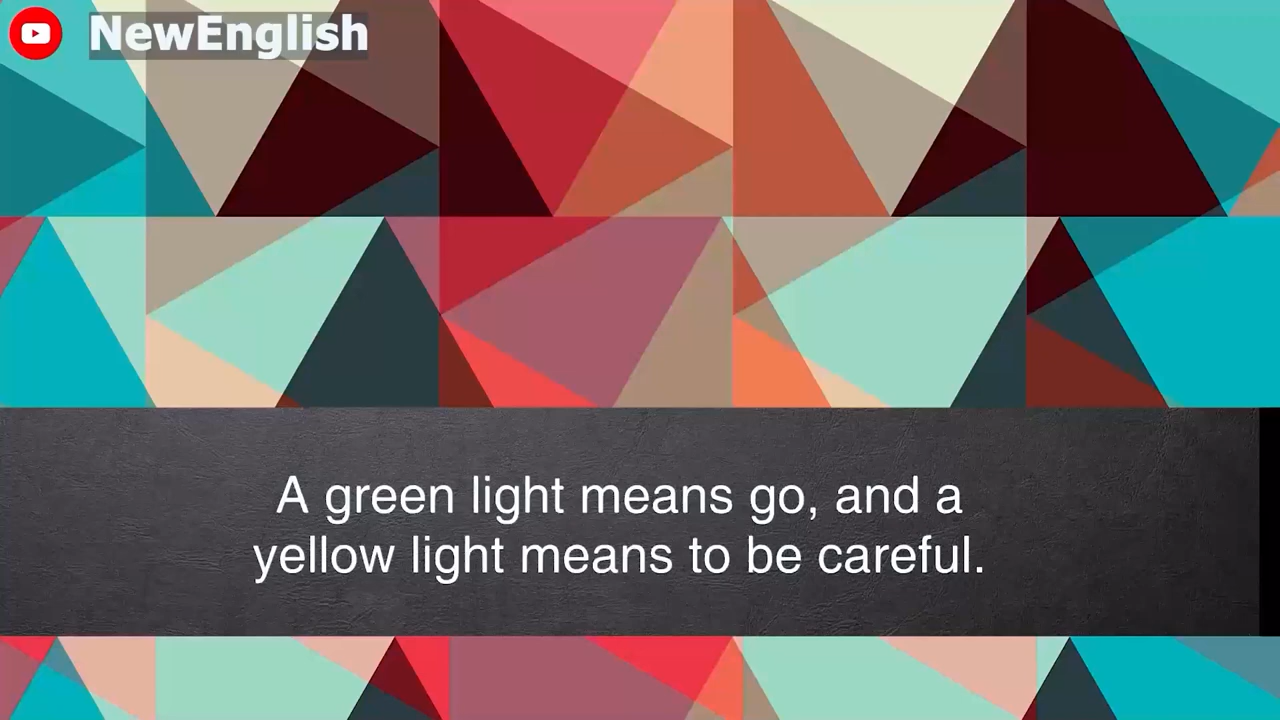 NewEnglish
A green light means go, and a
yellow light means to be careful.